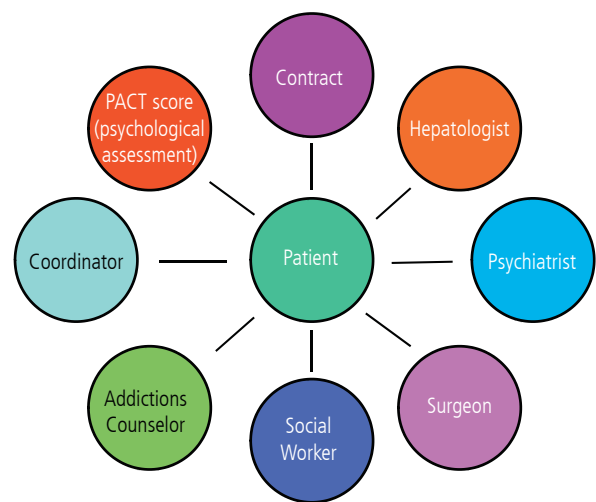 Contract
PACT score
(psychological
assessment)
Hepatologist
Coordinator
Patient
Psychiatrist
Addictions
Counselor
Social
Worker
Surgeon